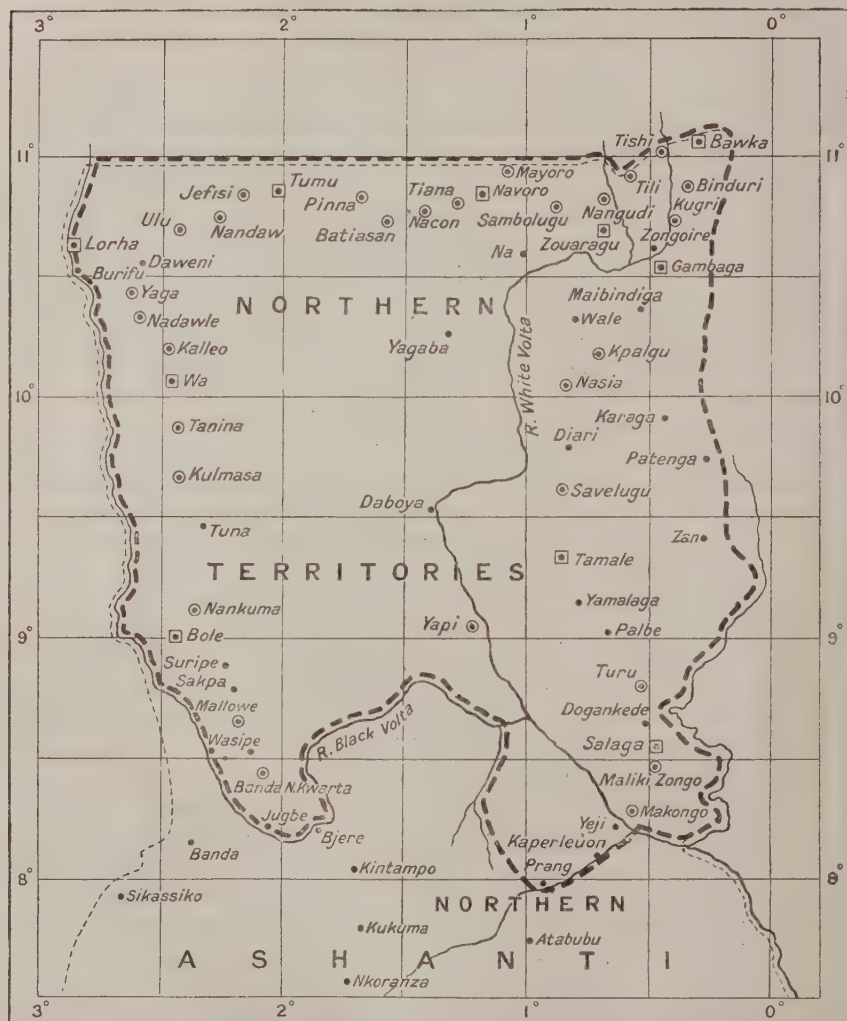 3°
2°
1°
0°
11°
11°
Tishi
Bawka
Mayoro
Jefisi
Tumu
Tiana
Navoro
Tili
Binduri
Pinna
Kugri
Ulu
Nandaw
Batiasan
Nacon
Sambolugu
Nangudi
Lorha
Zouaragu
Zongoire
Burifu
Daweni
Na
Gambaga
Yaga
NORTHERN
Maibindiga
Nadawle
Wale
Kalleo
Yagaba
R. White Volta
Kpalgu
Wa
Nasia
10°
10°
Tanina
Karaga
Diari
Kulmasa
Patenga
Savelugu
Daboya
Tuna
Zan
TERRITORIES
Tamale
Nankuma
Yamalaga
Yapi
Palbe
9°
9°
Bole
Suripe
Turu
Sakpa
Mallowe
R. Black Volta
Dogankede
Wasipe
Salaga
Banda N.Kwarta
Maliki Zongo
Jugbe
Makongo
Bjere
Yeji
Banda
Kaperleuon
8°
8°
Kintampo
Prang
Sikassiko
NORTHERN
Kukuma
Atabubu
ASHANTI
Nkoranza
3°
2°
1°
0°